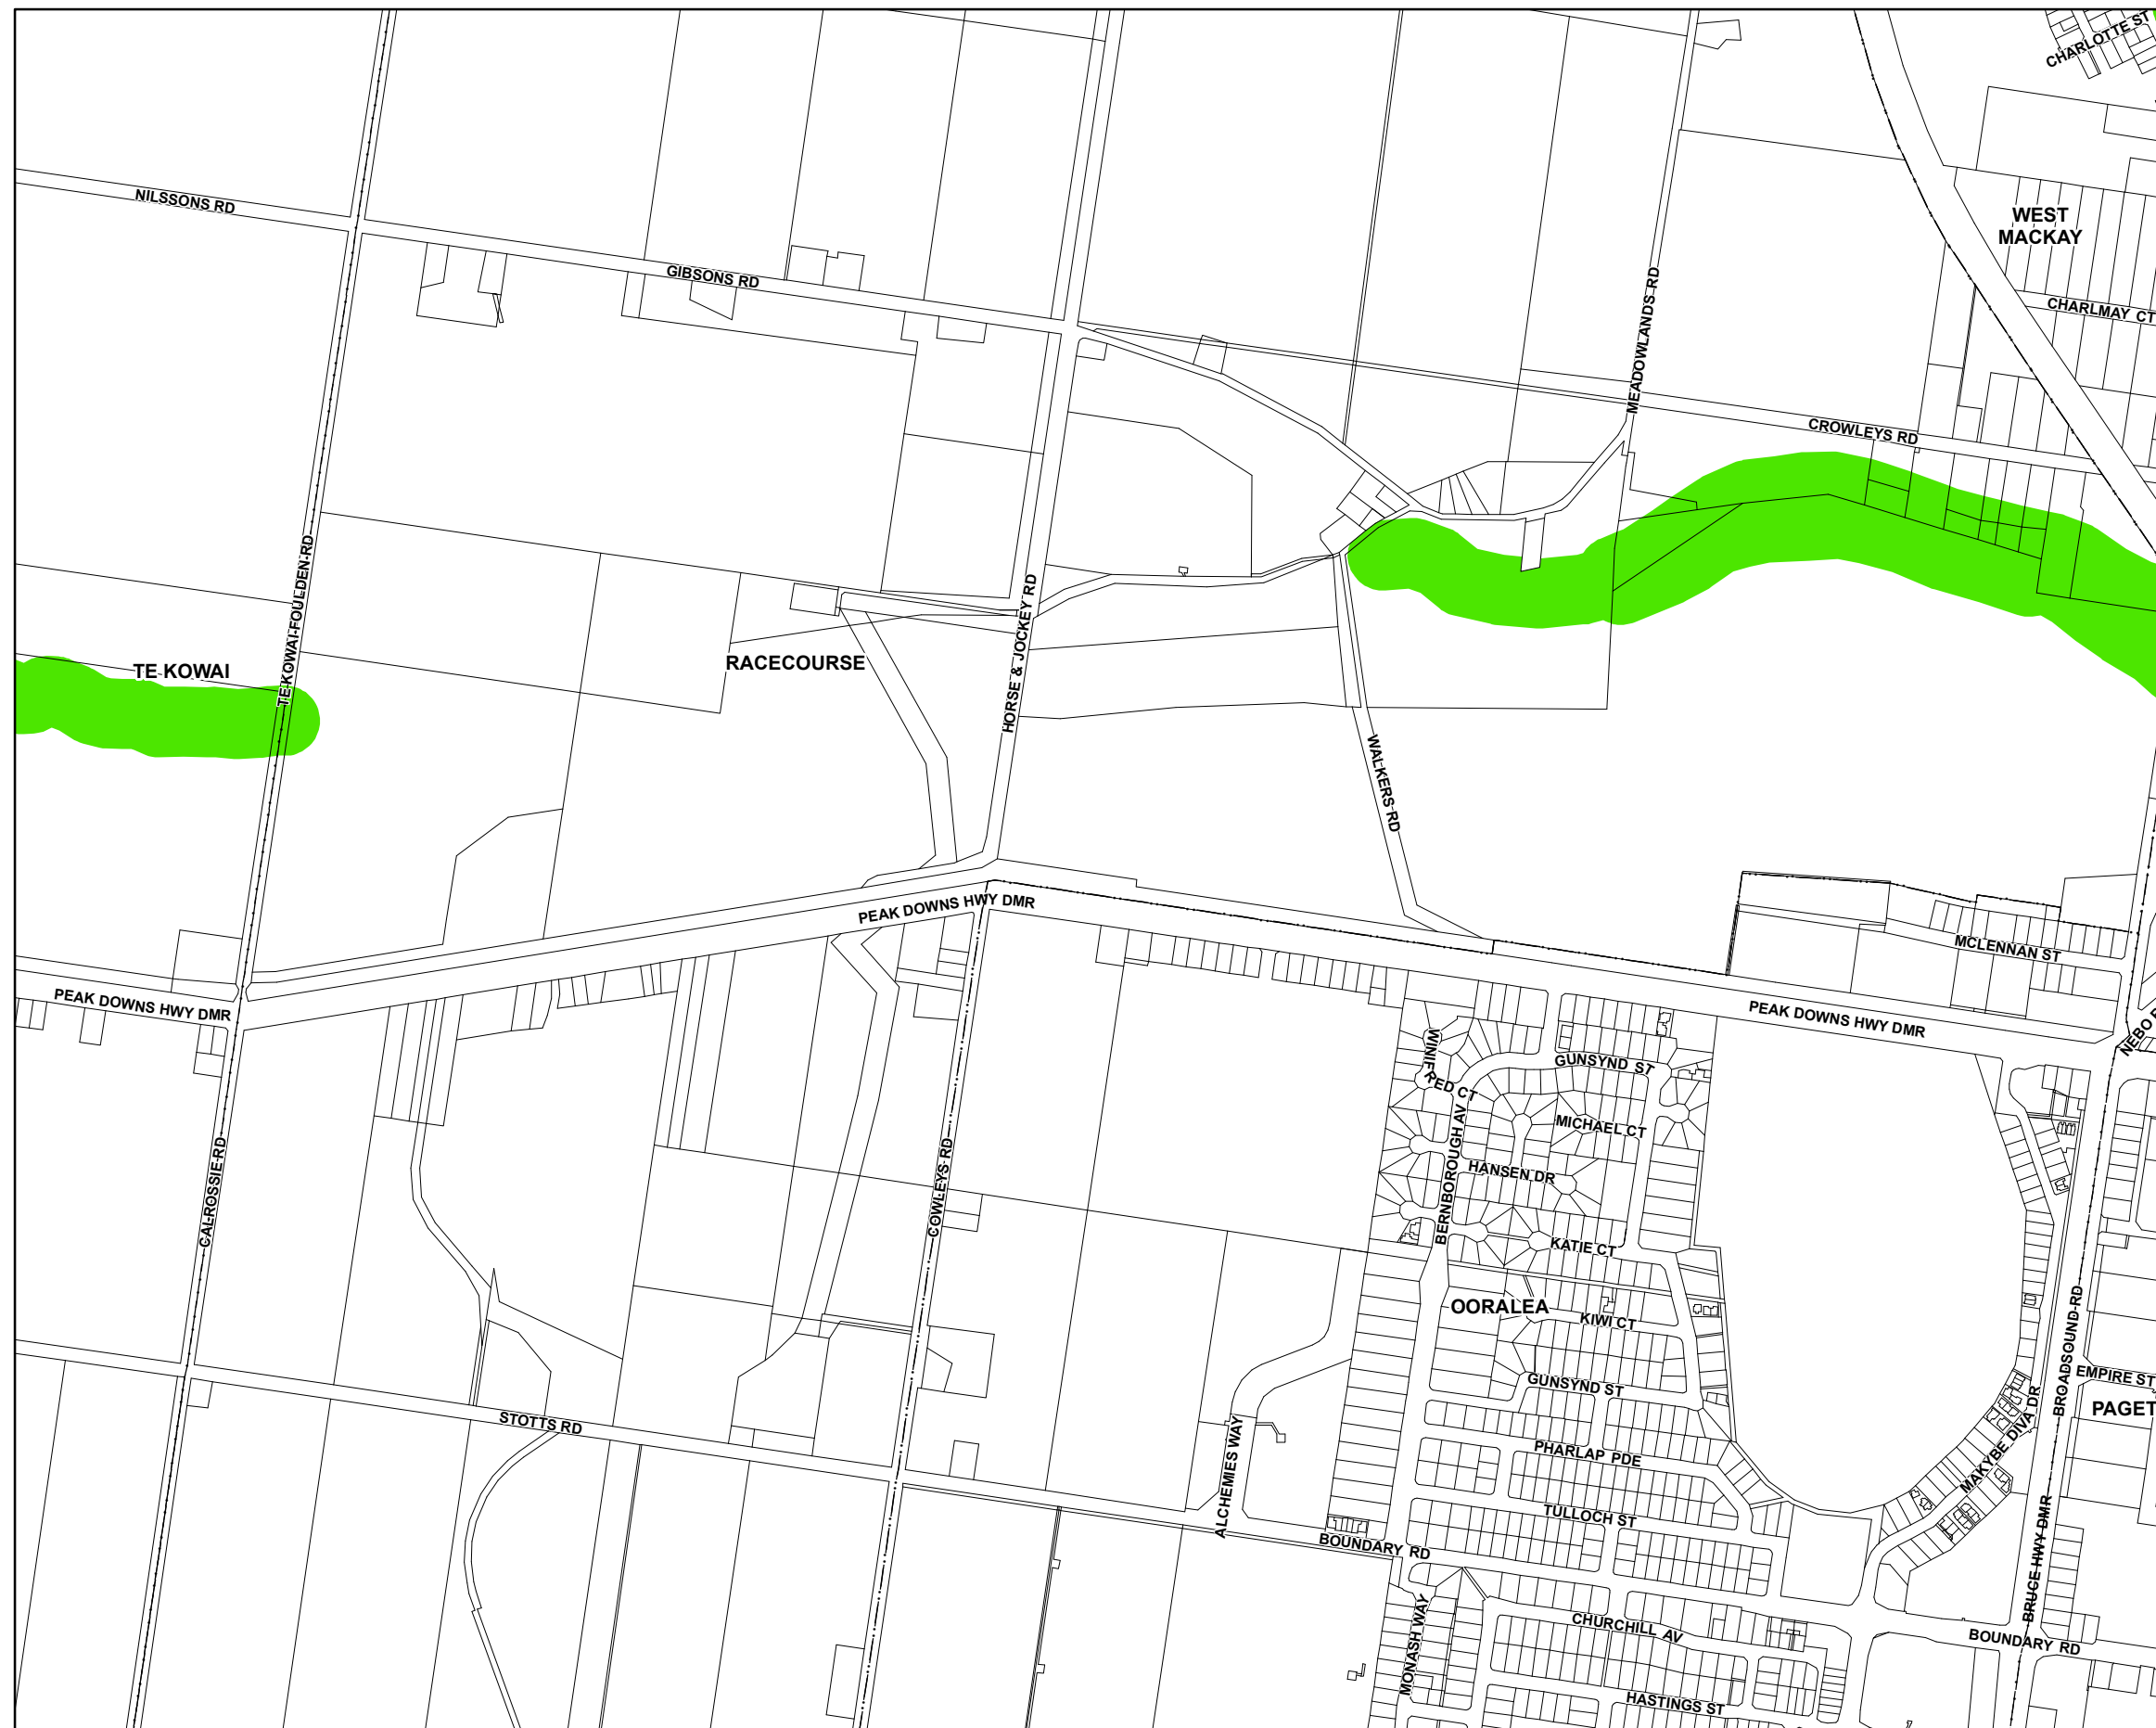 CHARLOTTE ST
NILSSONS RD
WEST
MACKAY
GIBSONS RD
CHARLMAY CT
MEADOWLANDS RD
CROWLEYS RD
TE KOWAI-FOULDEN RD
HORSE & JOCKEY RD
TE KOWAI
RACECOURSE
WALKERS RD
PEAK DOWNS HWY DMR
MCLENNAN ST
PEAK DOWNS HWY DMR
PEAK DOWNS HWY DMR
WINIFRED CT
GUNSYND ST
MICHAEL CT
BERNBOROUGH AV
HANSEN DR
CALROSSIE RD
COWLEYS RD
KATIE CT
OORALEA
KIWI CT
BROADSOUND RD
EMPIRE ST
GUNSYND ST
PAGET
STOTTS RD
ALCHEMIES WAY
PHARLAP PDE
MAKYBE DIVA DR
TULLOCH ST
BOUNDARY RD
BRUCE HWY DMR
MONASH WAY
CHURCHILL AV
BOUNDARY RD
HASTINGS ST
NEBO